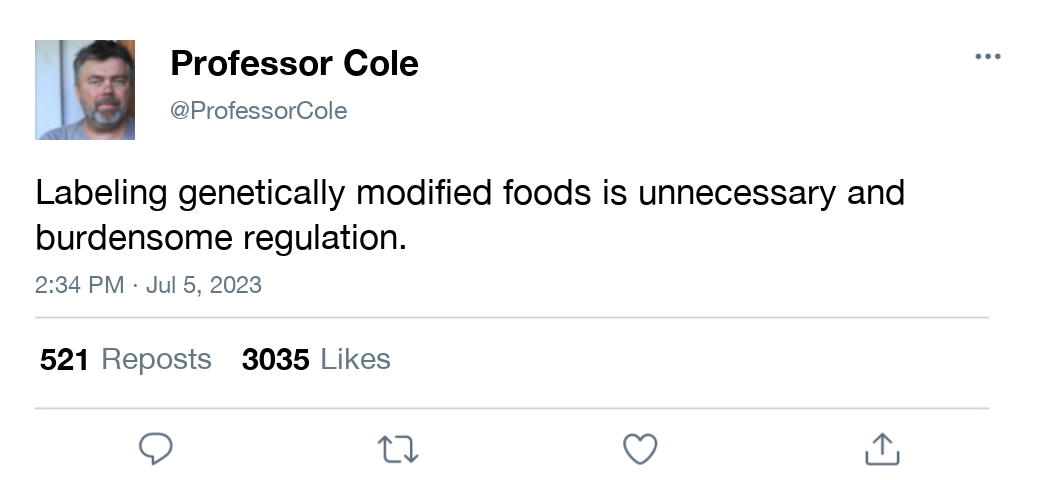 Professor Cole
@ProfessorCole
Labeling genetically modified foods is unnecessary and
burdensome regulation.
2:34 PM · Jul 5, 2023
521 Reposts 3035 Likes